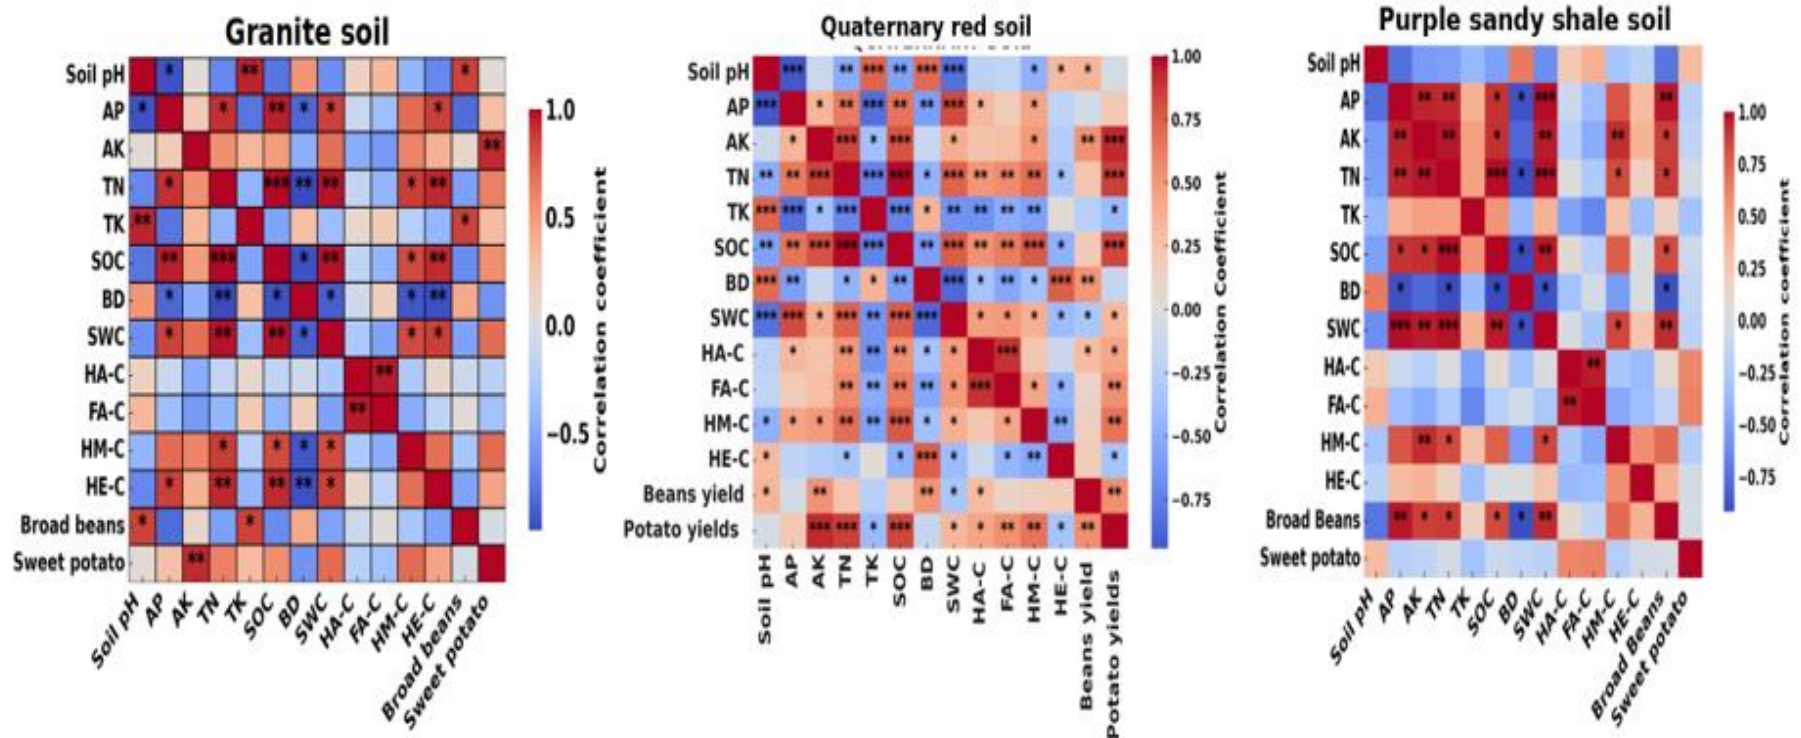 Granite soil
Soil pH
AP
AK
TN
TK
SOC
BD
SWC
HA-C
FA-C
HM-C
HE-C
Broad beans
Sweet potato
Soil pH
AP
AK
TN
TK
SOC
BD
SWC
HA-C
FA-C
HM-C
HE-C
Broad beans
Sweet potato
1.0
0.5
0.0
−0.5
Correlation coefficient
Quaternary red soil
Soil pH
AP
AK
TN
TK
SOC
BD
SWC
HA-C
FA-C
HM-C
HE-C
Beans yield
Potato yields
Soil pH
AP
AK
TN
TK
SOC
BD
SWC
HA-C
FA-C
HM-C
HE-C
Beans yield
Potato yields
1.00
0.75
0.50
0.25
0.00
−0.25
−0.50
−0.75
Correlation Coefficient
Purple sandy shale soil
Soil pH
AP
AK
TN
TK
SOC
BD
SWC
HA-C
FA-C
HM-C
HE-C
Broad Beans
Sweet potato
Soil pH
AP
AK
TN
TK
SOC
BD
SWC
HA-C
FA-C
HM-C
HE-C
Broad Beans
Sweet potato
1.00
0.75
0.50
0.25
0.00
−0.25
−0.50
−0.75
Correlation coefficient